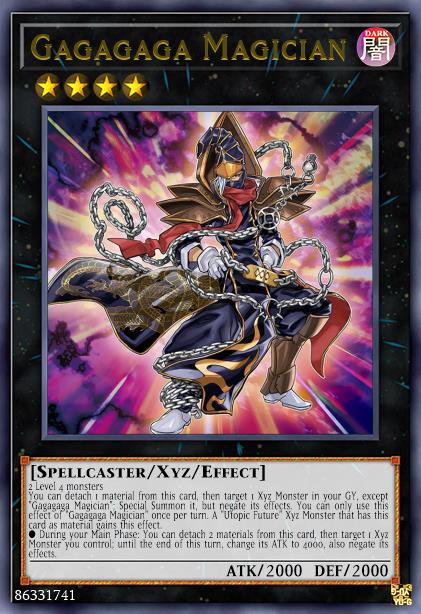 Gagagaga Magician
DARK
闇
[Spellcaster/Xyz/Effect]
2 Level 4 monsters
You can detach 1 material from this card, then target 1 Xyz Monster in your GY, except
"Gagagaga Magician"; Special Summon it, but negate its effects. You can only use this
effect of "Gagagaga Magician" once per turn. A "Utopic Future" Xyz Monster that has this
card as material gains this effect.
● During your Main Phase: You can detach 2 materials from this card, then target 1 Xyz
Monster you control; until the end of this turn, change its ATK to 4000, also negate its
effects.
ATK/2000 DEF/2000
86331741